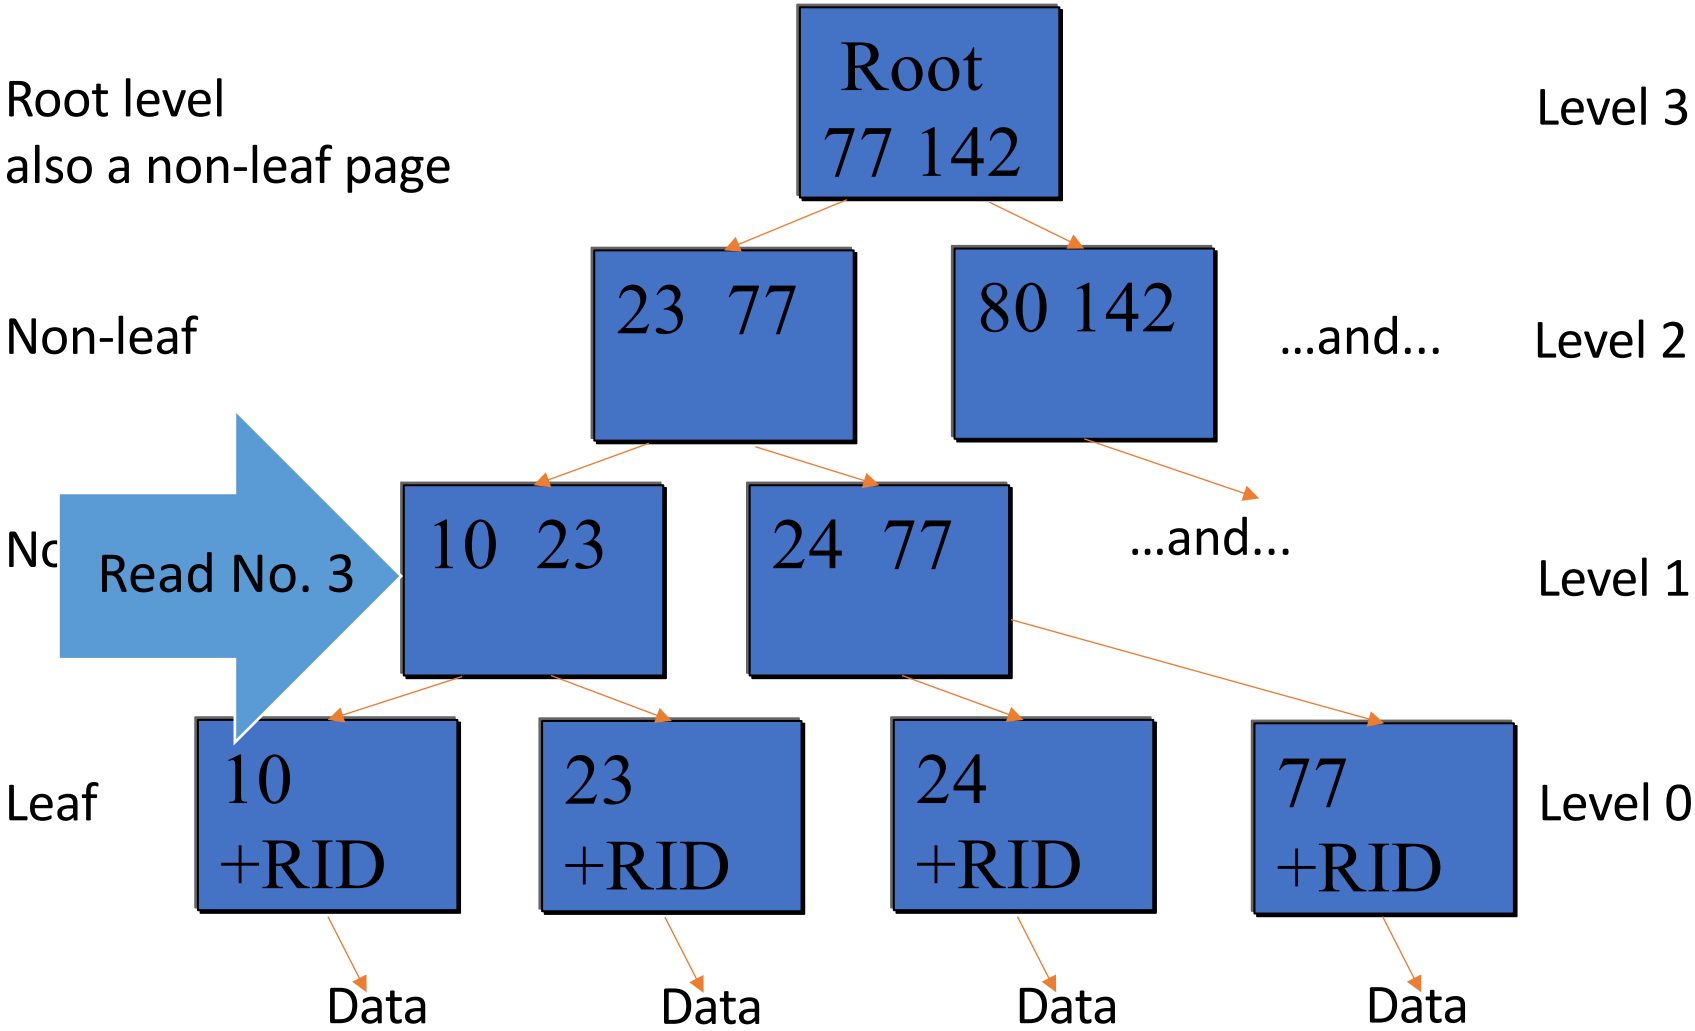 Root level
also a non-leaf page
Root
77 142
Level 3
Non-leaf
23 77
80 142
...and...
Level 2
Read No. 3
10 23
24 77
...and...
Level 1
Leaf
10
+RID
23
+RID
24
+RID
77
+RID
Level 0
Data
Data
Data
Data